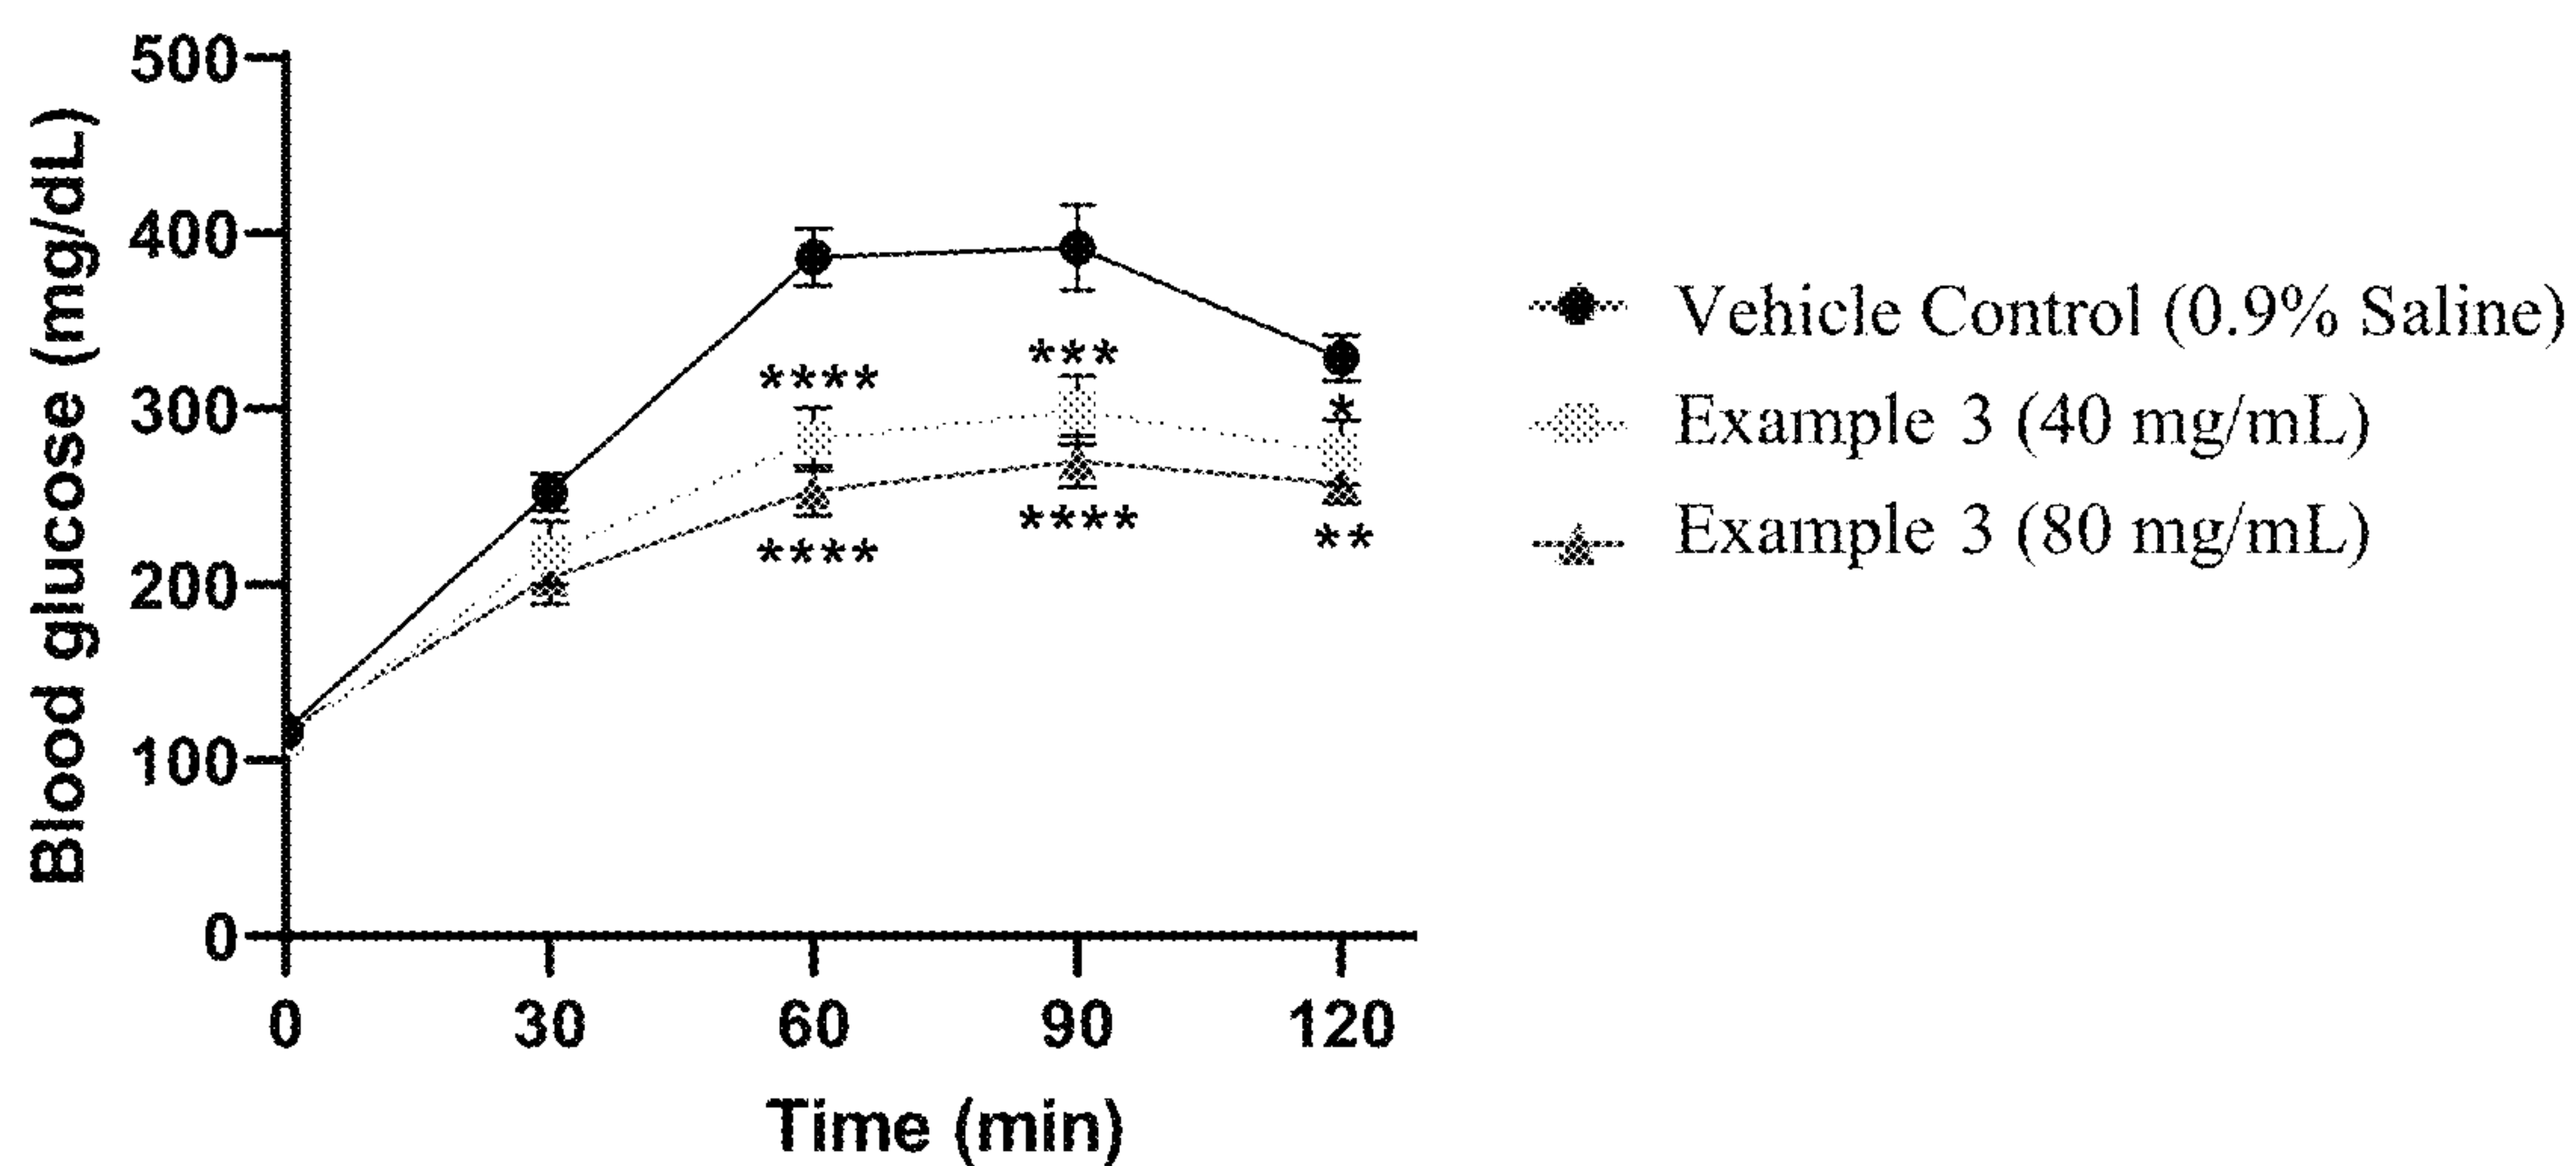 Blood glucose (mg/dL)
500
400
300
200
100
0
0 30 60 90 120
Time (min)
****
***
*
****
****
**
Vehicle Control (0.9% Saline)
Example 3 (40 mg/mL)
Example 3 (80 mg/mL)